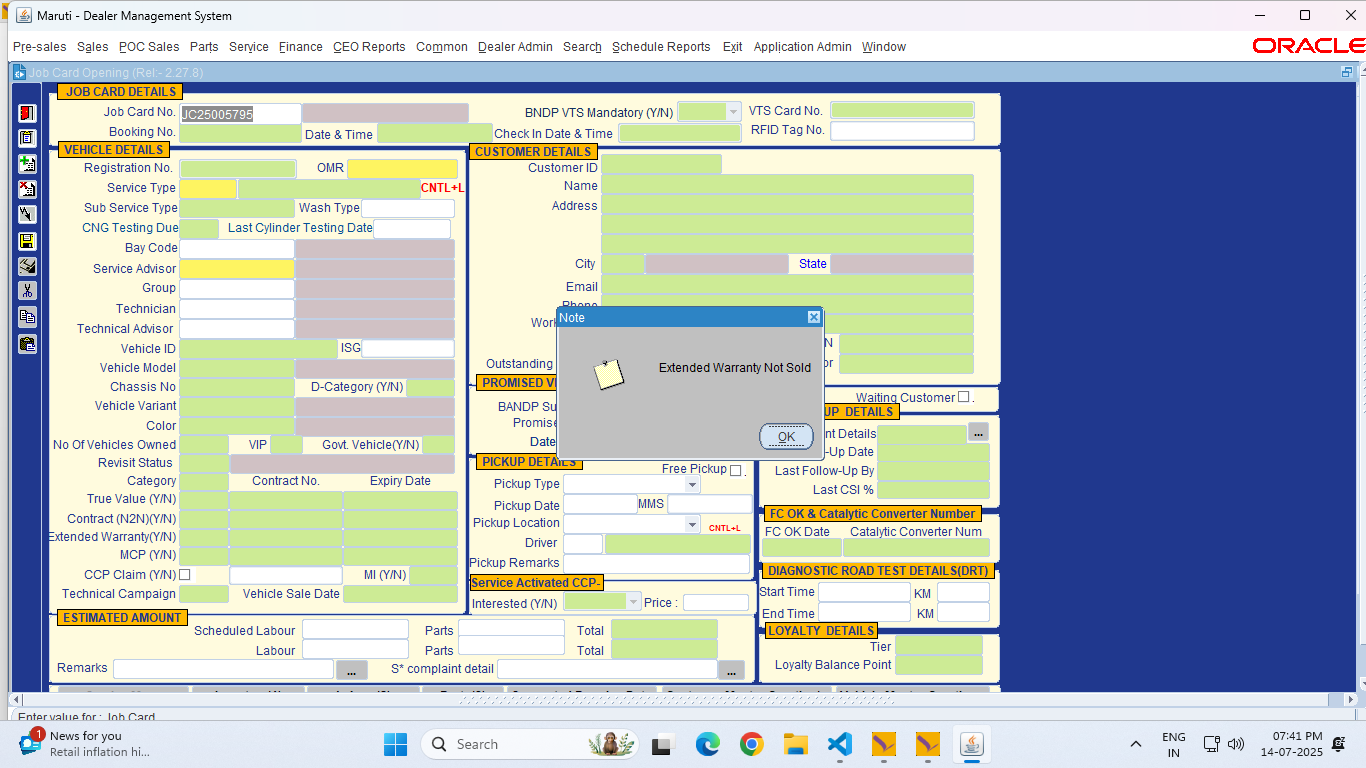 Maruti - Dealer Management System
Pre-sales Sales POC Sales Parts Service Finance CEO Reports Common Dealer Admin Search Schedule Reports Exit Application Admin Window
ORACLE
Job Card Opening (Rel:- 2.27.8)
JOB CARD DETAILS
Job Card No. JC25005795
BNDP VTS Mandatory (Y/N)
VTS Card No.
Booking No.
Date & Time
Check In Date & Time
RFID Tag No.
VEHICLE DETAILS
Registration No.
OMR
Service Type
CNTL+L
Sub Service Type
Wash Type
CNG Testing Due
Last Cylinder Testing Date
Bay Code
Service Advisor
Group
Technician
Technical Advisor
Vehicle ID
ISG
Vehicle Model
Chassis No
D-Category (Y/N)
Vehicle Variant
Color
No Of Vehicles Owned
VIP
Govt. Vehicle(Y/N)
Revisit Status
Category
Contract No.
Expiry Date
True Value (Y/N)
Contract (N2N)(Y/N)
Extended Warranty(Y/N)
MCP (Y/N)
CCP Claim (Y/N)
MI (Y/N)
Technical Campaign
Vehicle Sale Date
CUSTOMER DETAILS
Customer ID
Name
Address
City
State
Email
Phone
Work
Outstanding
Note
Extended Warranty Not Sold
OK
PROMISED
Waiting Customer .
BANDP
DETAILS
Date
Details
-Up Date
Last Follow-Up By
Last CSI %
...
PICKUP DETAILS
Free Pickup .
Pickup Type
Pickup Date
MMS
Pickup Location
CNTL+L
Driver
Pickup Remarks
FC OK & Catalytic Converter Number
FC OK Date
Catalytic Converter Num
Service Activated CCP-
Interested (Y/N)
Price :
DIAGNOSTIC ROAD TEST DETAILS(DRT)
Start Time
KM
End Time
KM
ESTIMATED AMOUNT
Scheduled Labour
Parts
Total
Labour
Parts
Total
Remarks
...
S* complaint detail
...
LOYALTY DETAILS
Tier
Loyalty Balance Point
Enter value for : Job Card
1
News for you
Retail inflation hi...
Search
ENG
IN
07:41 PM
14-07-2025